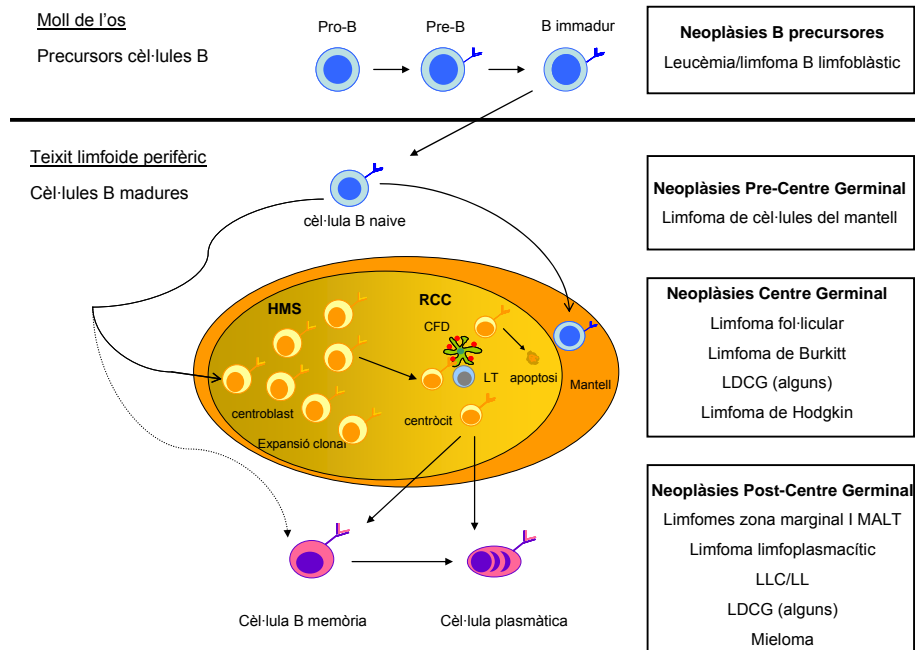 Moll de l'os
Precursors cèl·lules B
Pro-B
Pre-B
B immadur
Neoplàsies B precursores
Leucèmia/limfoma B limfoblàstic
Teixit limfoide perifèric
Cèl·lules B madures
cèl·lula B naive
Neoplàsies Pre-Centre Germinal
Limfoma de cèl·lules del mantell
HMS
RCC
CFD
LT
apoptosi
Mantell
centroblast
centròcit
Expansió clonal
Neoplàsies Centre Germinal
Limfoma fol·licular
Limfoma de Burkitt
LDCG (alguns)
Limfoma de Hodgkin
Cèl·lula B memòria
Cèl·lula plasmàtica
Neoplàsies Post-Centre Germinal
Limfomes zona marginal I MALT
Limfoma limfoplasmacític
LLC/LL
LDCG (alguns)
Mieloma